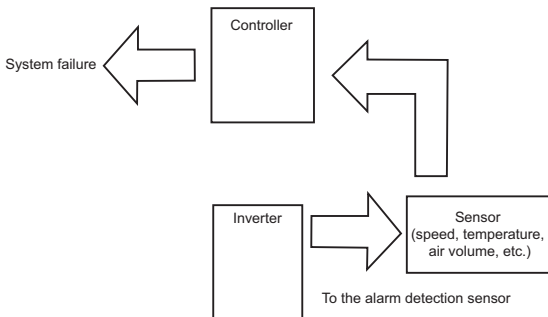 Controller
System failure
Inverter
Sensor
(speed, temperature,
air volume, etc.)
To the alarm detection sensor